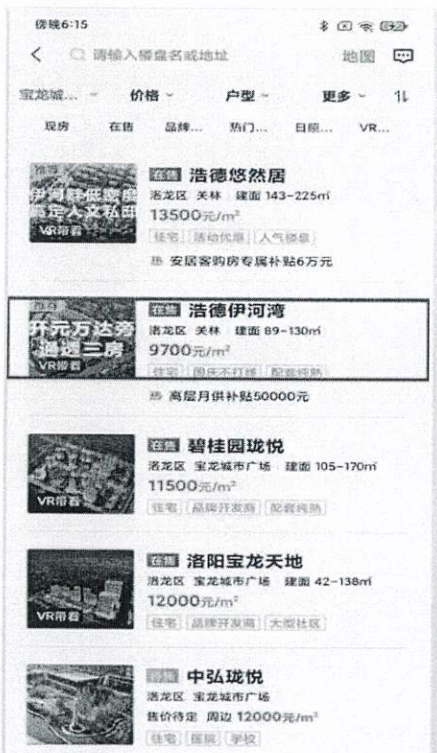 傍晚6:15
请输入楼盘名或地址 地图
宝龙城... 价格 户型 更多
现房 在售 品牌... 热门... 日照... VR...
在售 浩德悠然居
洛龙区 关林 建面 143-225㎡
13500元/m²
住宅 活动优惠 人气楼盘
安居客购房专属补贴6万元
VR带看
在售 浩德伊河湾
洛龙区 关林 建面 89-130㎡
9700元/m²
住宅 国庆不打烊 配套纯熟
高层月供补贴50000元
开元万达旁
通透三房
VR带看
在售 碧桂园珑悦
洛龙区 宝龙城市广场 建面 105-170㎡
11500元/m²
住宅 品牌开发商 配套纯熟
VR带看
在售 洛阳宝龙天地
洛龙区 宝龙城市广场 建面 42-138㎡
12000元/m²
住宅 品牌开发商 大型社区
VR带看
中弘珑悦
洛龙区 宝龙城市广场
售价待定 周边 12000元/m²
住宅 医院 学校